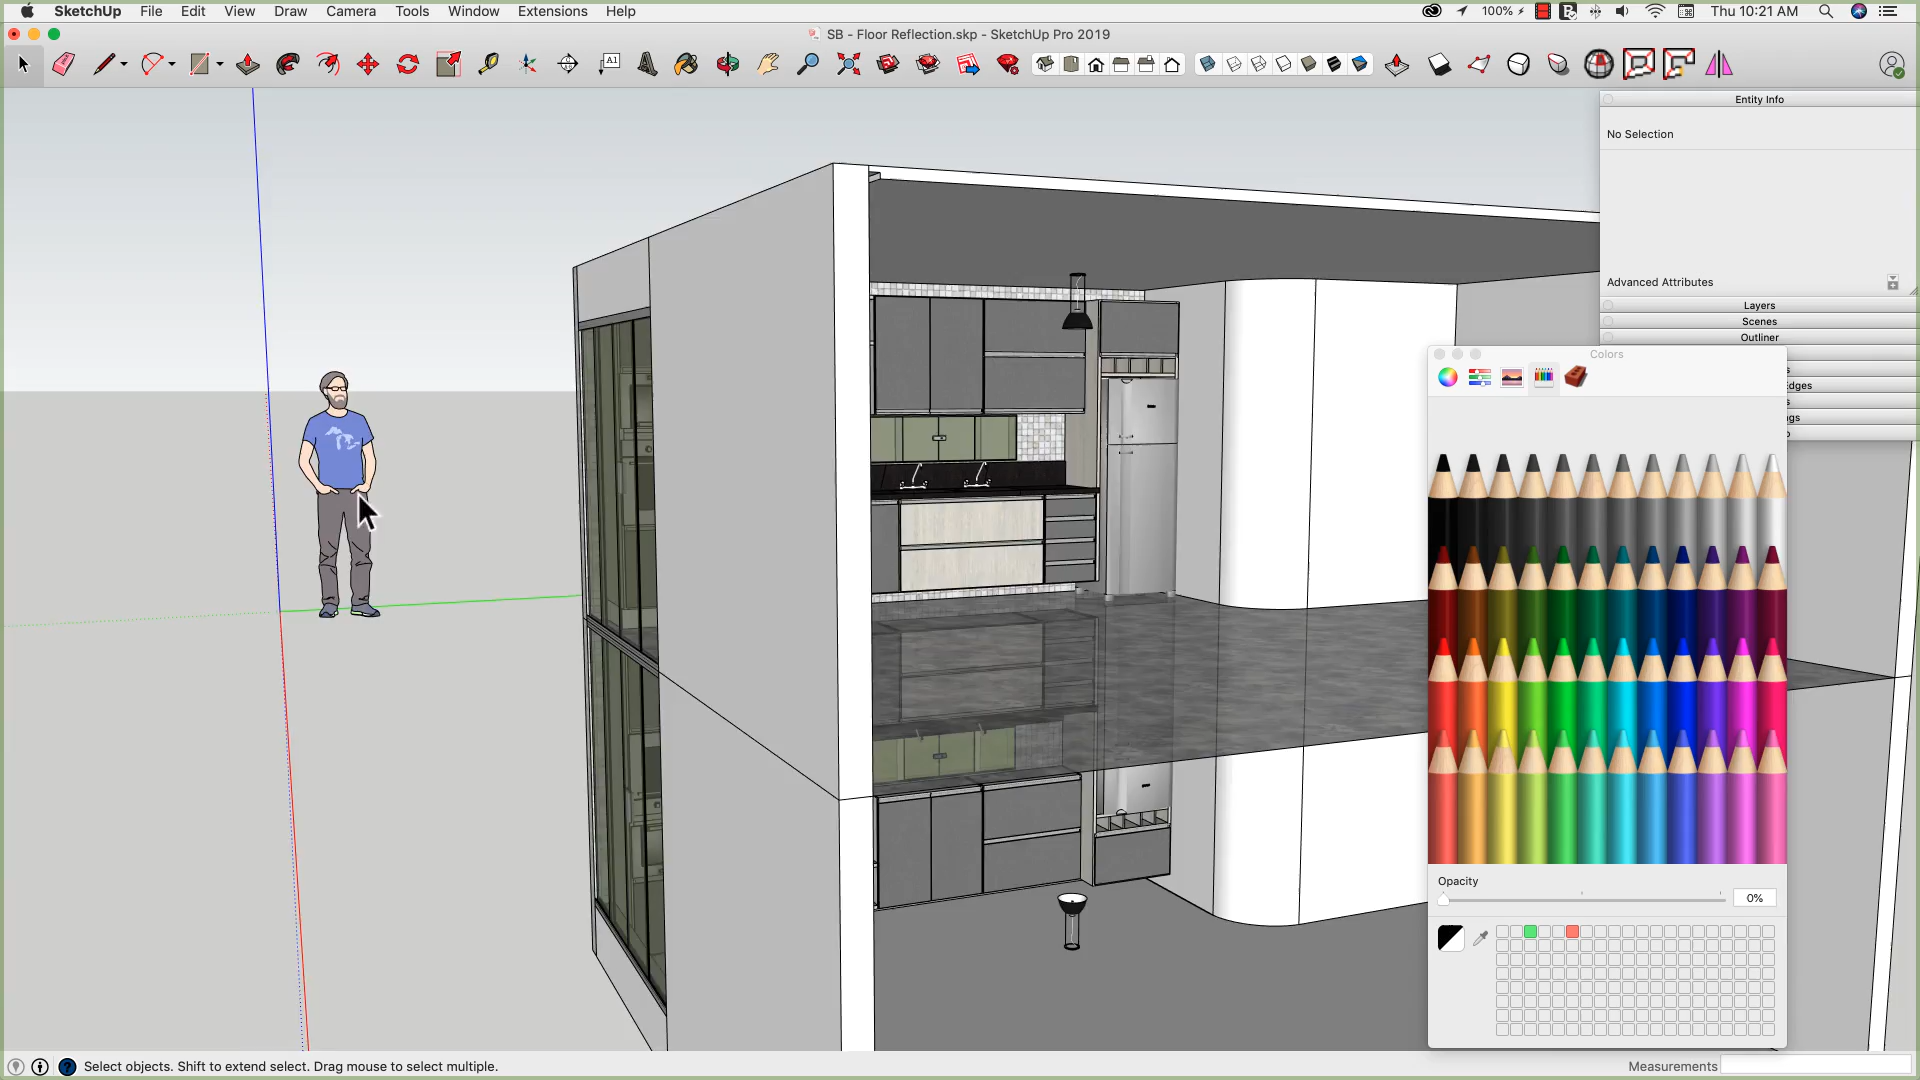 SketchUp File Edit View Draw Camera Tools Window Extensions Help
100% Thu 10:21 AM
SB - Floor Reflection.skp - SketchUp Pro 2019
A1
Entity Info
No Selection
Advanced Attributes
Layers
Scenes
Outliner
Colors
s
dges
s
ngs
Opacity
0%
Select objects. Shift to extend select. Drag mouse to select multiple.
Measurements